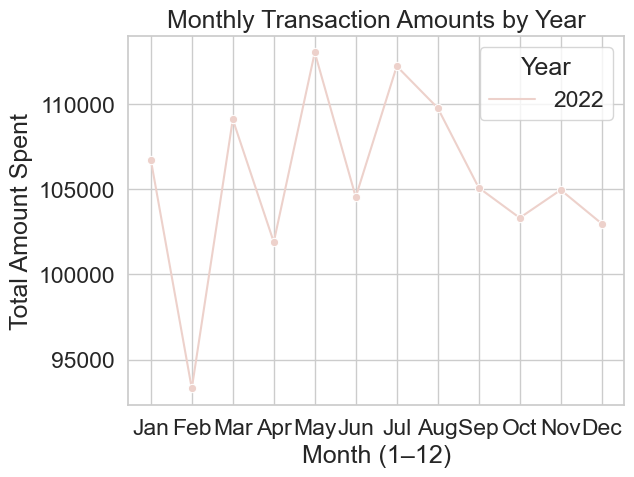 Monthly Transaction Amounts by Year
Year
2022
110000
105000
100000
95000
Total Amount Spent
Jan Feb Mar Apr May Jun Jul Aug Sep Oct Nov Dec
Month (1–12)